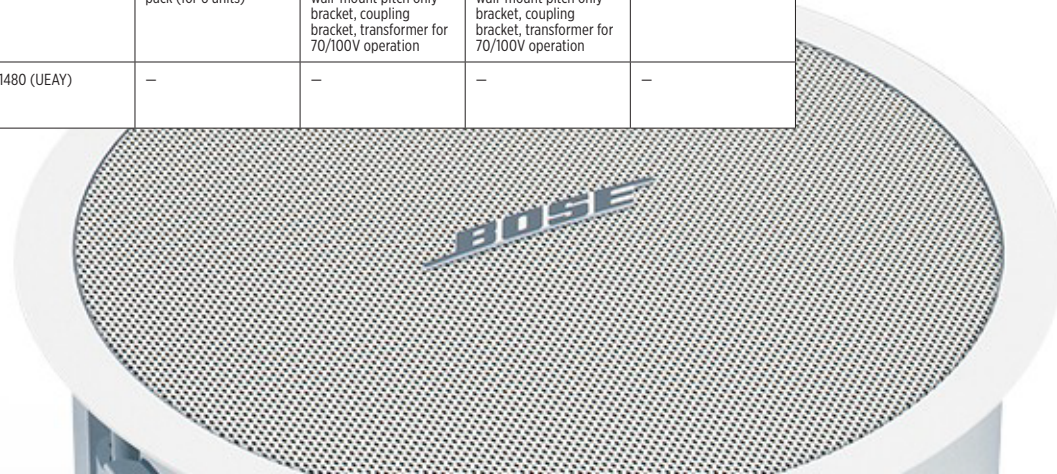 pack (for 6 units)
wall-mount pitch only
bracket, coupling
bracket, transformer for
70/100V operation
wall-mount pitch only
bracket, coupling
bracket, transformer for
70/100V operation
1480 (UEAY)
—
—
—
—
BOSE